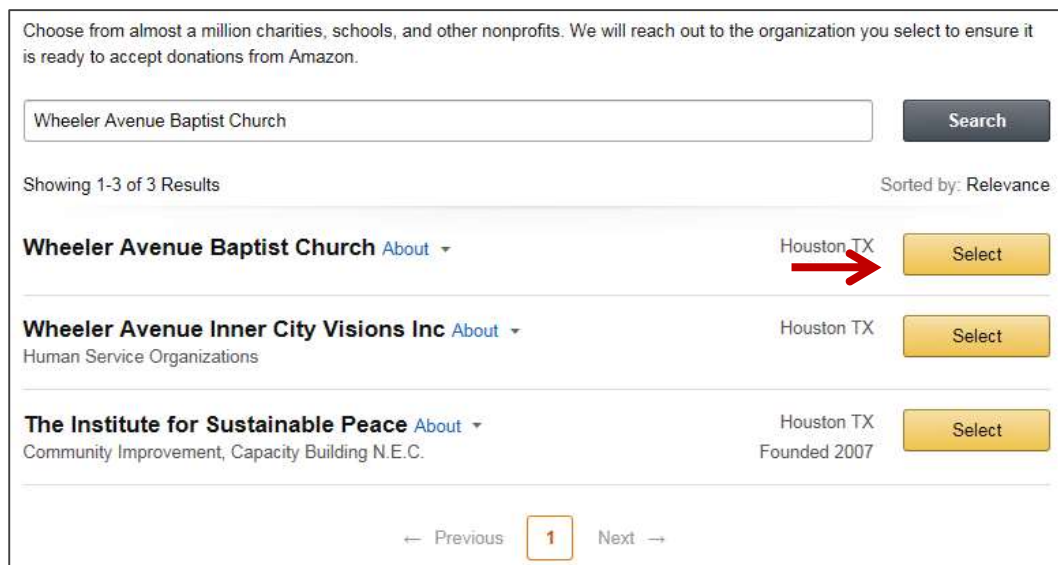 Choose from almost a million charities, schools, and other nonprofits. We will reach out to the organization you select to ensure it
is ready to accept donations from Amazon.
Wheeler Avenue Baptist Church
Search
Showing 1-3 of 3 Results
Sorted by: Relevance
Wheeler Avenue Baptist Church About
Houston TX
Select
Wheeler Avenue Inner City Visions Inc About
Houston TX
Select
Human Service Organizations
The Institute for Sustainable Peace About
Houston TX
Select
Community Improvement, Capacity Building N.E.C.
Founded 2007
← Previous 1 Next →